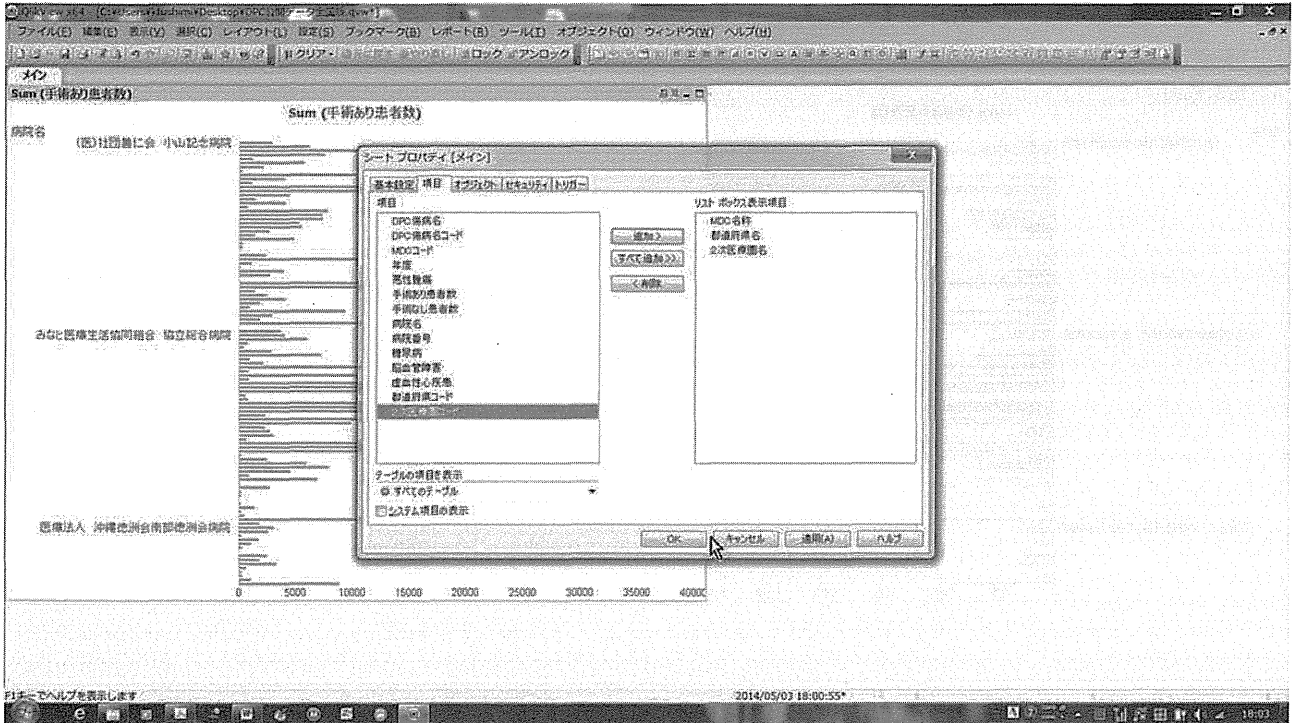 ファイル(F) 編集(E) 表示(V) 選択(C) レイアウト(L) 設定(S) ブックマーク(B) レポート(R) ツール(T) オブジェクト(O) ウィンドウ(W) ヘルプ(H)
クリア ロック アンロック
メイン
Sum (手術あり患者数)
Sum (手術あり患者数)
病院名
(医)社団善仁会 小山記念病院
みなと医療生活協同組合 協立総合病院
医療法人 沖縄徳洲会南部徳洲会病院
0 5000 10000 15000 20000 25000 30000 35000 40000
シート プロパティ [メイン]
基本設定 項目 オブジェクト セキュリティ トリガー
項目
DPC傷病名
DPC傷病名コード
MDCコード
年度
悪性腫瘍
手術あり患者数
手術なし患者数
病院名
病院番号
糖尿病
脳血管障害
虚血性心疾患
都道府県コード
2次医療圏コード
追加 >
すべて追加 >>
< 削除
リスト ボックス表示項目
MDC名称
都道府県名
2次医療圏名
テーブルの項目を表示
すべてのテーブル
システム項目の表示
OK キャンセル 適用(A) ヘルプ
F1キーでヘルプを表示します
2014/05/03 18:00:55*
18:03